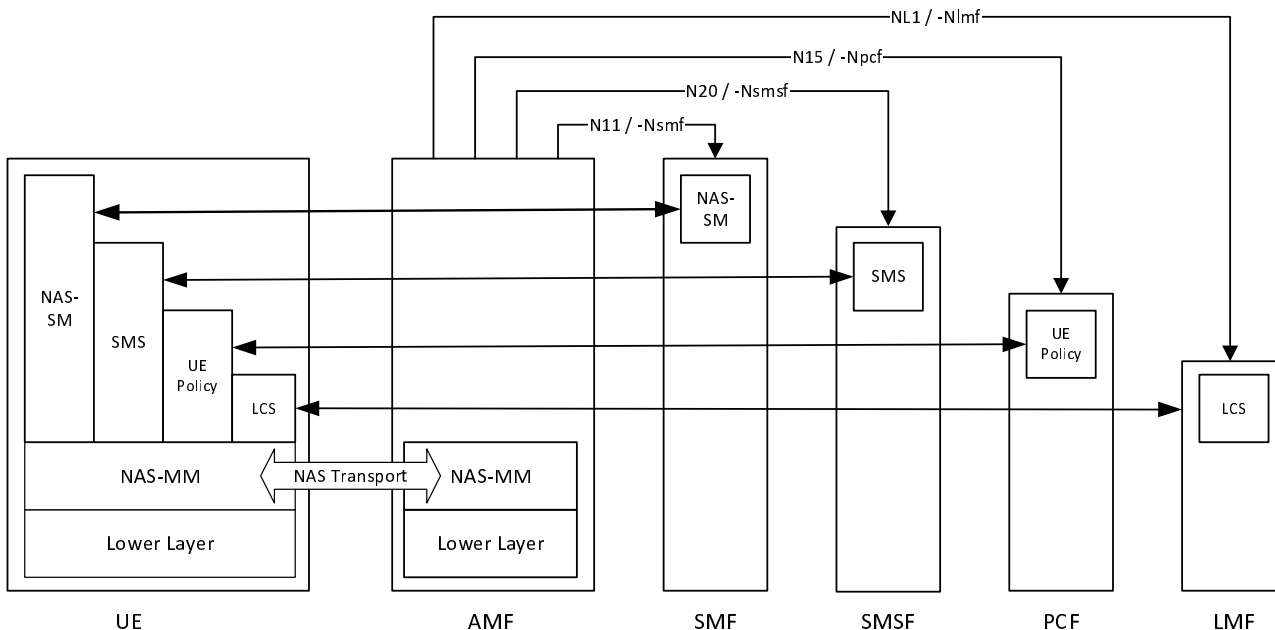 NL1 / -Nlmf
N15 / -Npcf
N20 / -Nsmsf
N11 / -Nsmf
NAS-
SM
SMS
UE
Policy
LCS
NAS-
SM
SMS
UE
Policy
LCS
NAS-MM
NAS Transport
NAS-MM
Lower Layer
Lower Layer
UE
AMF
SMF
SMSF
PCF
LMF